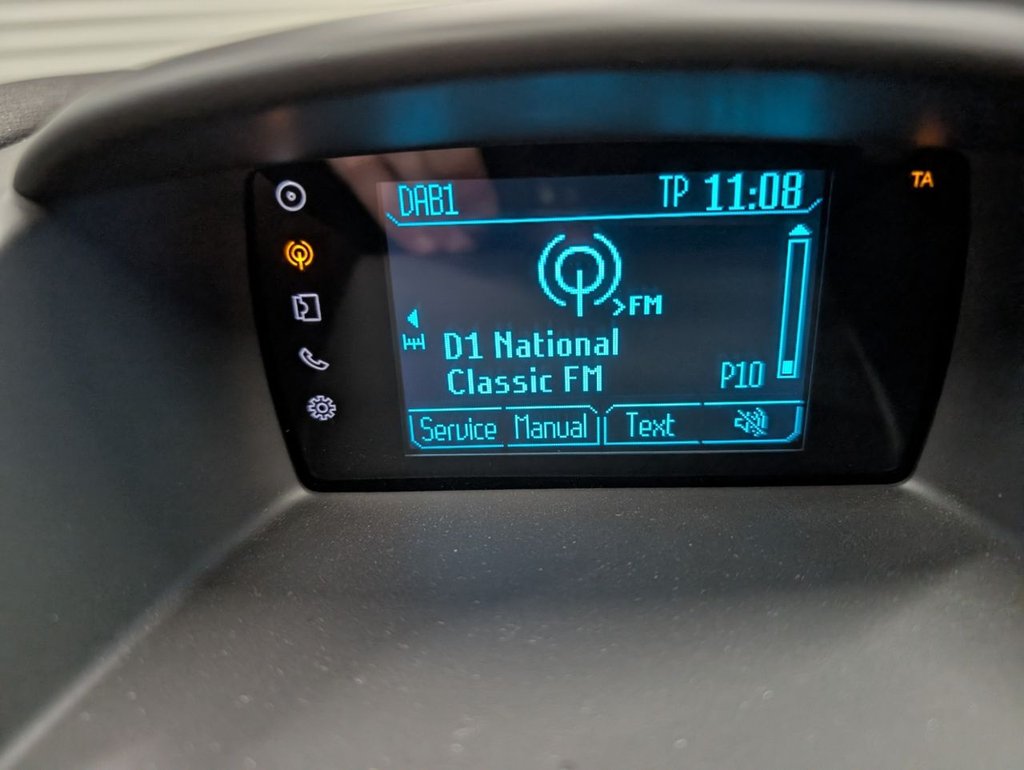 DAB1 TP 11:08
TA
>FM
D1 National
Classic FM P10
Service Manual Text